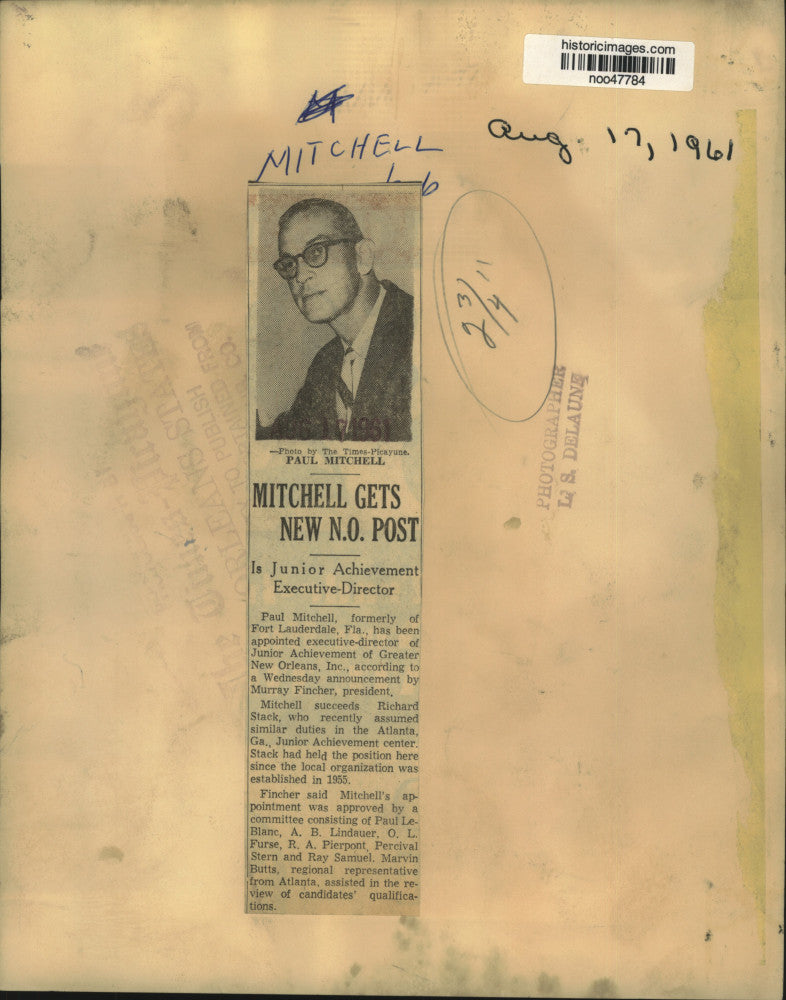 historicimages.com
noo47784
MITCHELL
Aug. 17, 1961
L6
2 3/4 11
PHOTOGRAPHER
L. S. DELAUNE
—Photo by The Times-Picayune.
PAUL MITCHELL
MITCHELL GETS
NEW N.O. POST
Is Junior Achievement
Executive-Director
Paul Mitchell, formerly of
Fort Lauderdale, Fla., has been
appointed executive-director of
Junior Achievement of Greater
New Orleans, Inc., according to
a Wednesday announcement by
Murray Fincher, president.
Mitchell succeeds Richard
Stack, who recently assumed
similar duties in the Atlanta,
Ga., Junior Achievement center.
Stack had held the position here
since the local organization was
established in 1955.
Fincher said Mitchell's ap-
pointment was approved by a
committee consisting of Paul Le-
Blanc, A. B. Lindauer, O. L.
Furse, R. A. Pierpont, Percival
Stern and Ray Samuel. Marvin
Butts, regional representative
from Atlanta, assisted in the re-
view of candidates' qualifica-
tions.